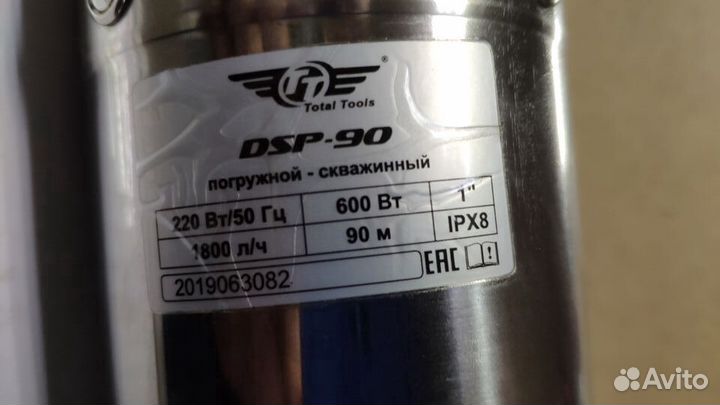 TT
®
Total Tools
DSP-90
погружной - скважинный
220 Вт/50 Гц 600 Вт 1"
1800 л/ч 90 м IPX8
2019063082
EAC
Avito